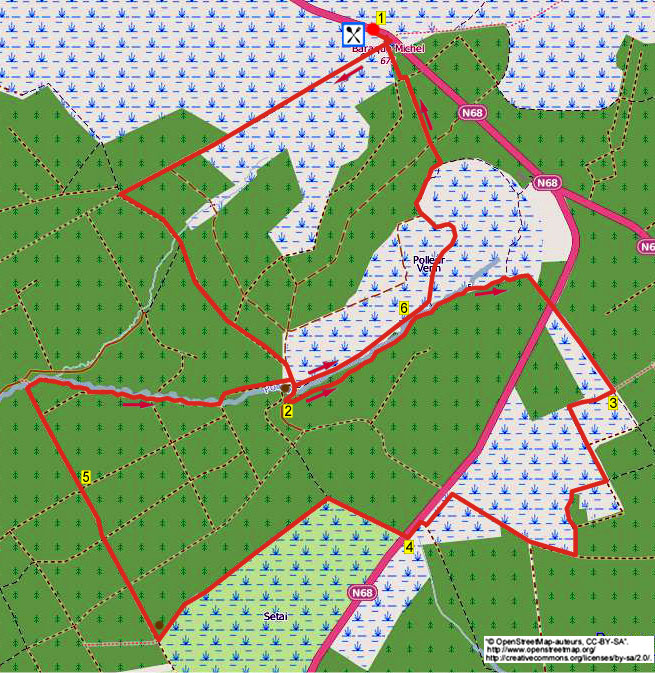 1
Baraque Michel
67
N68
N68
N6
Polleur
Venn
6
2
3
5
4
N68
Setai
"© OpenStreetMap-auteurs, CC-BY-SA".
http://www.openstreetmap.org/
http://creativecommons.org/licenses/by-sa/2.0/.